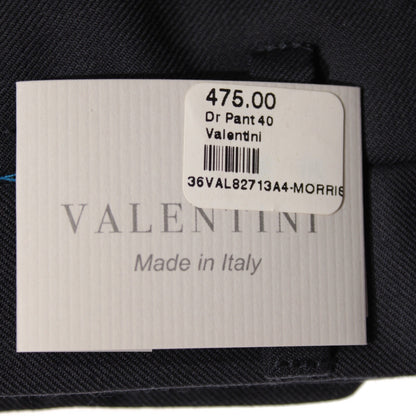 475.00
Dr Pant 40
Valentini
36VAL82713A4-MORRIS
VALENTINI
Made in Italy